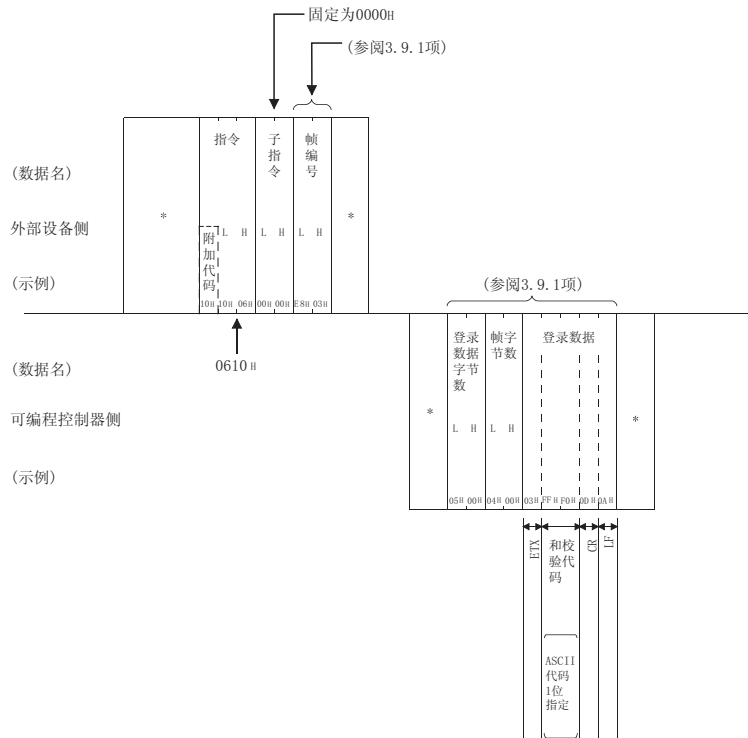 固定为0000H
(参阅3.9.1项)
指令
子指令
帧编号
(数据名)
外部设备侧
*
*
附加代码
L H
L H
L H
(示例)
10H 10H 06H 00H 00H E8H 03H
(参阅3.9.1项)
0610H
(数据名)
登录数据字节数
帧字节数
登录数据
可编程控制器侧
*
*
L H
L H
(示例)
05H 00H 04H 00H 03H FFH F0H 0DH 0AH
ETX
和校验代码
CR
LF
ASCII
代码
1位
指定